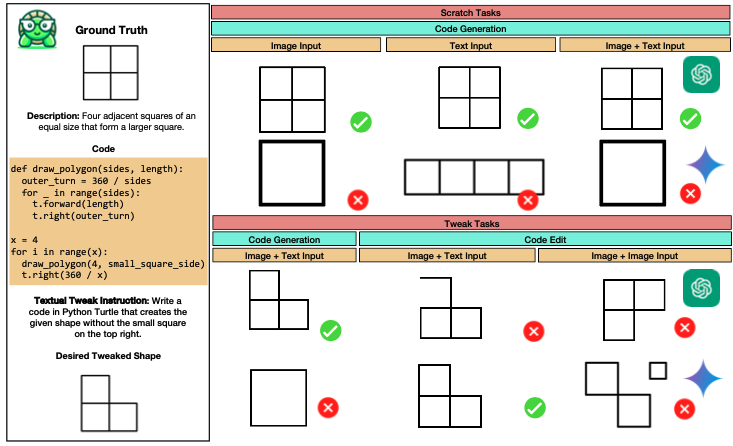 Ground Truth
Description: Four adjacent squares of an
equal size that form a larger square.
Code
def draw_polygon(sides, length):
outer_turn = 360 / sides
for _ in range(sides):
t.forward(length)
t.right(outer_turn)
x = 4
for i in range(x):
draw_polygon(4, small_square_side)
t.right(360 / x)
Textual Tweak Instruction: Write a
code in Python Turtle that creates the
given shape without the small square
on the top right.
Desired Tweaked Shape
Scratch Tasks
Code Generation
Image Input
Text Input
Image + Text Input
Tweak Tasks
Code Generation
Code Edit
Image + Text Input
Image + Text Input
Image + Image Input